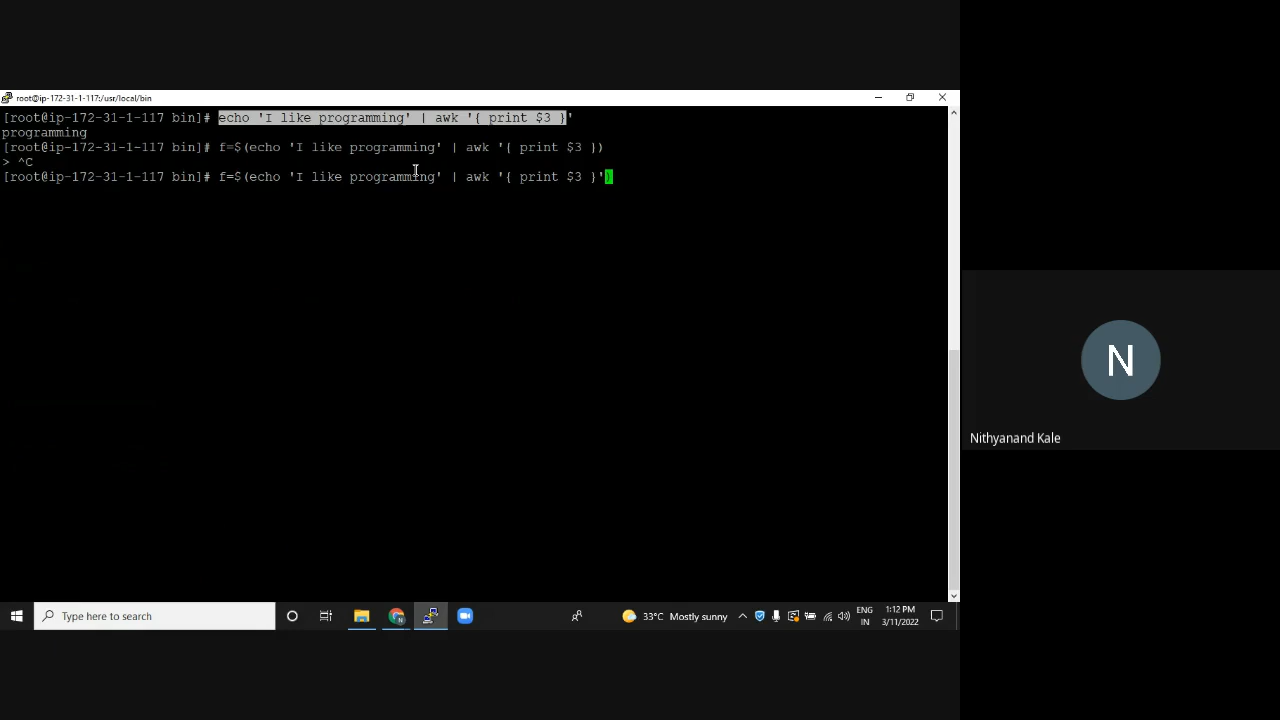 root@ip-172-31-1-117:/usr/local/bin
[root@ip-172-31-1-117 bin]# echo 'I like programming' | awk '{ print $3 }'
programming
[root@ip-172-31-1-117 bin]# f=$(echo 'I like programming' | awk '{ print $3 })
> ^C
[root@ip-172-31-1-117 bin]# f=$(echo 'I like programming' | awk '{ print $3 }')
N
Nithyanand Kale
Type here to search
33°C Mostly sunny
ENG
IN
1:12 PM
3/11/2022